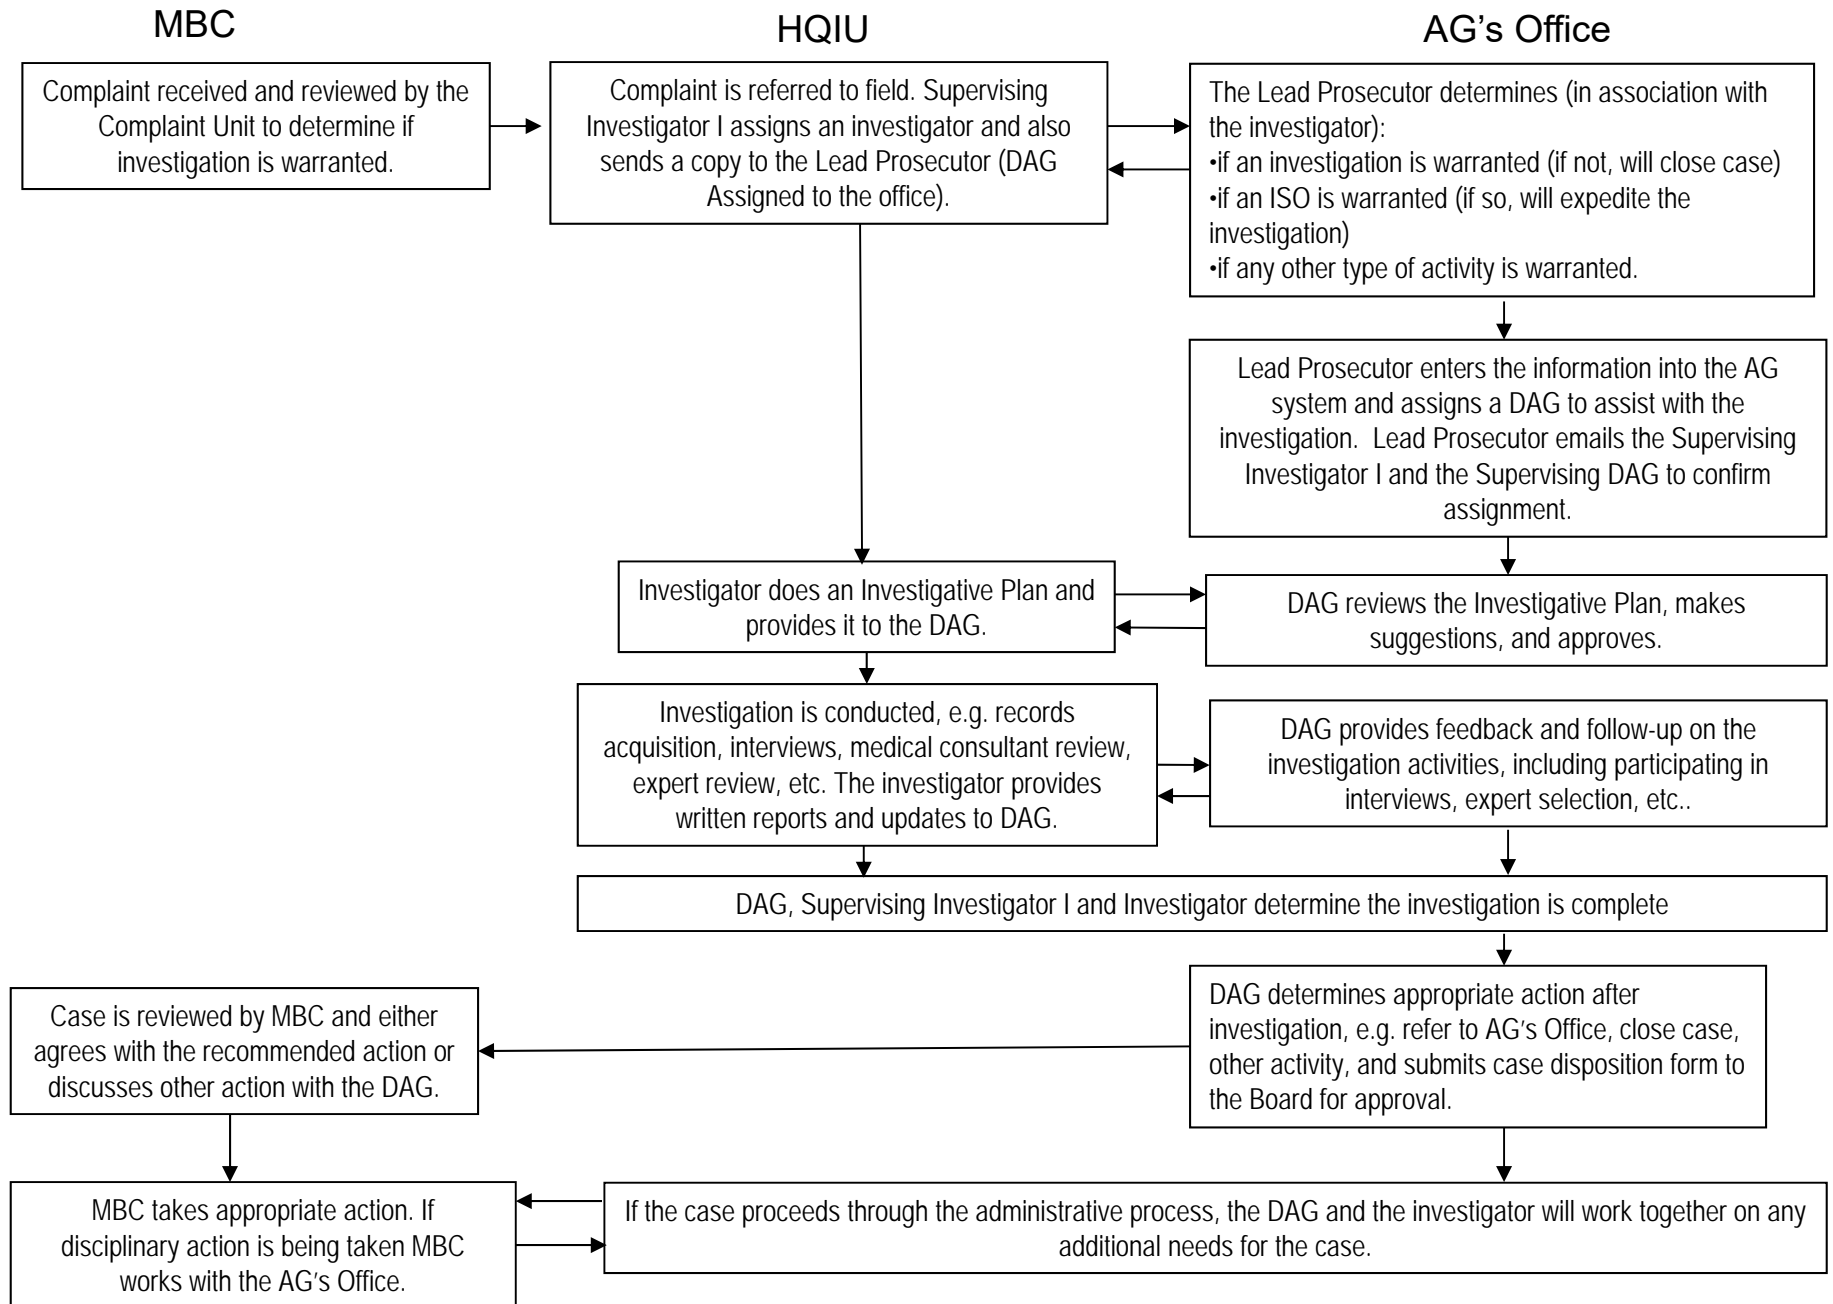 MBC
HQIU
AG's Office
Complaint received and reviewed by the
Complaint Unit to determine if
investigation is warranted.
Complaint is referred to field. Supervising
Investigator I assigns an investigator and also
sends a copy to the Lead Prosecutor (DAG
Assigned to the office).
The Lead Prosecutor determines (in association with
the investigator):
•if an investigation is warranted (if not, will close case)
•if an ISO is warranted (if so, will expedite the
investigation)
•if any other type of activity is warranted.
Lead Prosecutor enters the information into the AG
system and assigns a DAG to assist with the
investigation.  Lead Prosecutor emails the Supervising
Investigator I and the Supervising DAG to confirm
assignment.
Investigator does an Investigative Plan and
provides it to the DAG.
DAG reviews the Investigative Plan, makes
suggestions, and approves.
Investigation is conducted, e.g. records
acquisition, interviews, medical consultant review,
expert review, etc. The investigator provides
written reports and updates to DAG.
DAG provides feedback and follow-up on the
investigation activities, including participating in
interviews, expert selection, etc..
DAG, Supervising Investigator I and Investigator determine the investigation is complete
Case is reviewed by MBC and either
agrees with the recommended action or
discusses other action with the DAG.
DAG determines appropriate action after
investigation, e.g. refer to AG's Office, close case,
other activity, and submits case disposition form to
the Board for approval.
MBC takes appropriate action. If
disciplinary action is being taken MBC
works with the AG's Office.
If the case proceeds through the administrative process, the DAG and the investigator will work together on any
additional needs for the case.